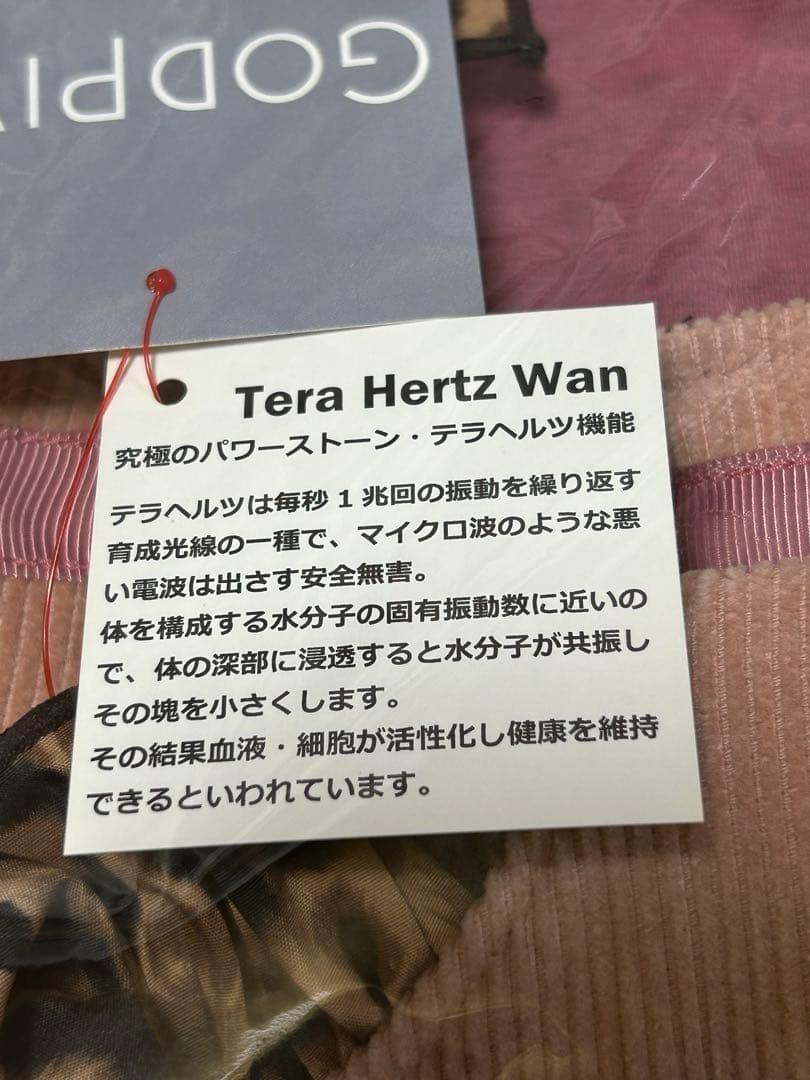 GODPI
Tera Hertz Wan
究極のパワーストーン・テラヘルツ機能
テラヘルツは毎秒1兆回の振動を繰り返す
育成光線の一種で、マイクロ波のような悪
い電波は出さす安全無害。
体を構成する水分子の固有振動数に近いの
で、体の深部に浸透すると水分子が共振し
その塊を小さくします。
その結果血液・細胞が活性化し健康を維持
できるといわれています。